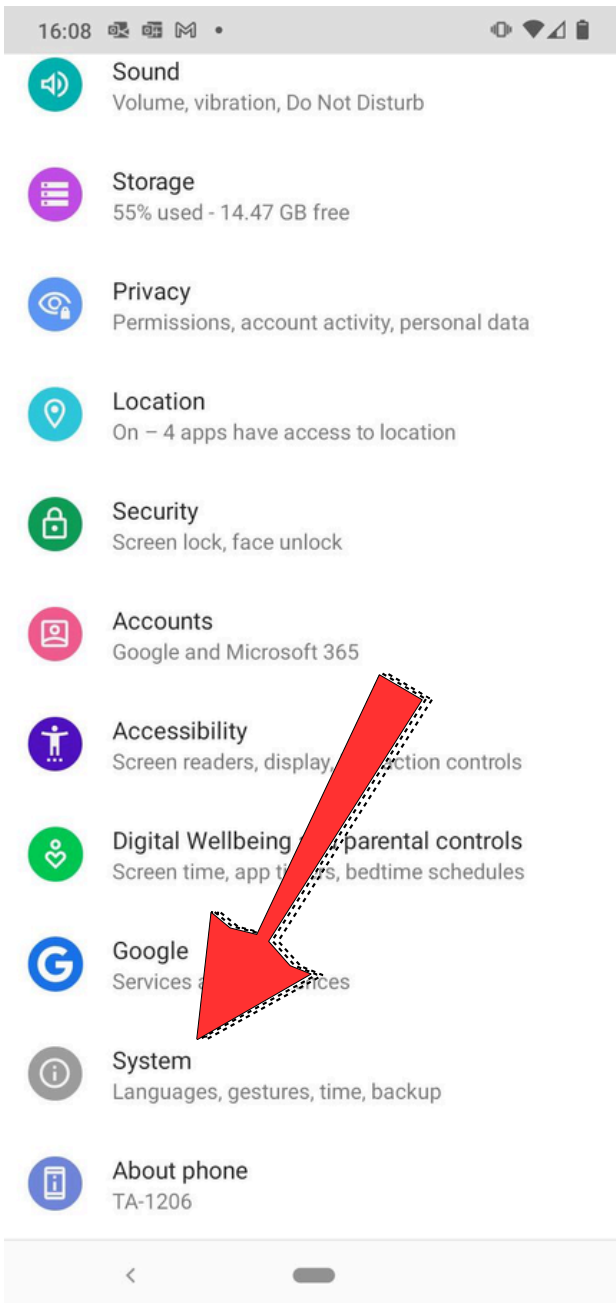 16:08
Sound
Volume, vibration, Do Not Disturb
Storage
55% used - 14.47 GB free
Privacy
Permissions, account activity, personal data
Location
On – 4 apps have access to location
Security
Screen lock, face unlock
Accounts
Google and Microsoft 365
Accessibility
Screen readers, display, controls
Digital Wellbeing parental controls
Screen time, app bedtime schedules
Google
Services
System
Languages, gestures, time, backup
About phone
TA-1206